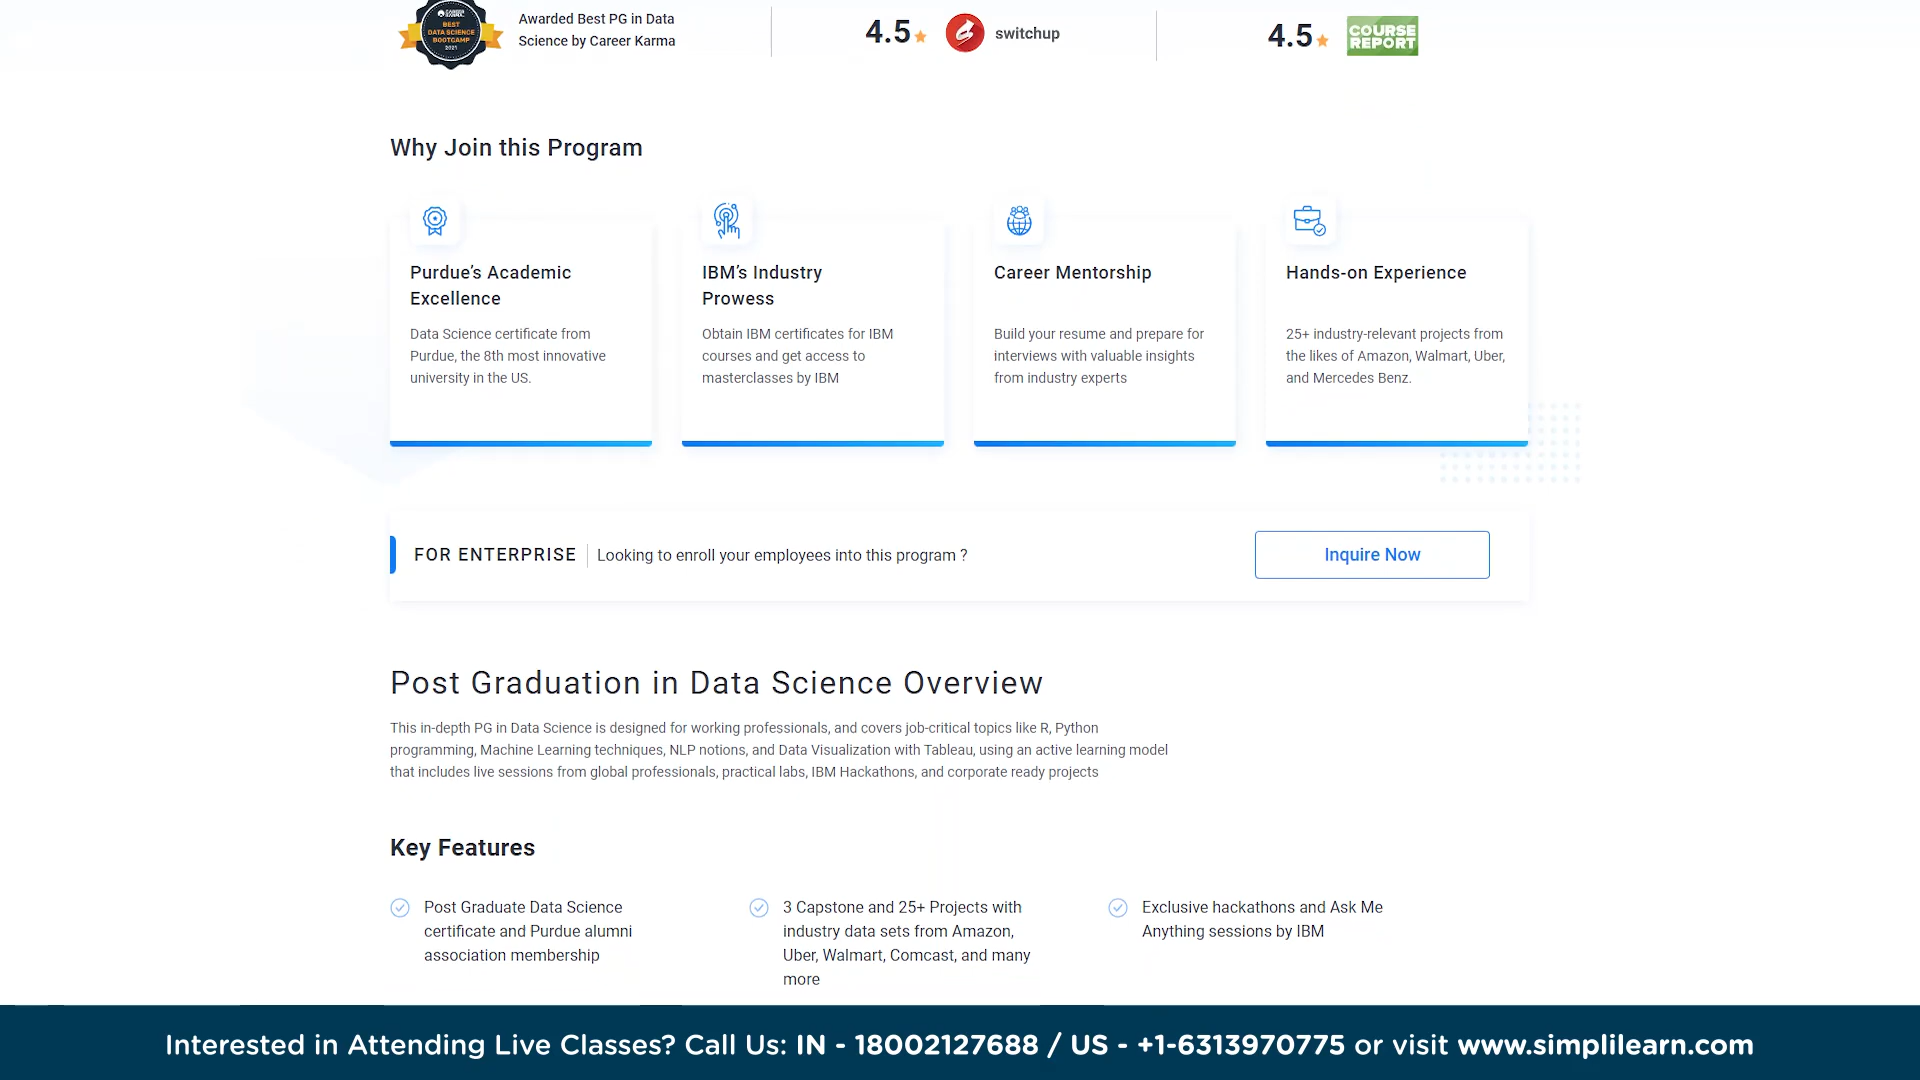 CAREER KARMA
BEST
DATA SCIENCE
BOOTCAMP
2021
Awarded Best PG in Data
Science by Career Karma
4.5
switchup
4.5
COURSE
REPORT
Why Join this Program
Purdue’s Academic
Excellence
Data Science certificate from
Purdue, the 8th most innovative
university in the US.
IBM’s Industry
Prowess
Obtain IBM certificates for IBM
courses and get access to
masterclasses by IBM
Career Mentorship
Build your resume and prepare for
interviews with valuable insights
from industry experts
Hands-on Experience
25+ industry-relevant projects from
the likes of Amazon, Walmart, Uber,
and Mercedes Benz.
FOR ENTERPRISE
Looking to enroll your employees into this program ?
Inquire Now
Post Graduation in Data Science Overview
This in-depth PG in Data Science is designed for working professionals, and covers job-critical topics like R, Python
programming, Machine Learning techniques, NLP notions, and Data Visualization with Tableau, using an active learning model
that includes live sessions from global professionals, practical labs, IBM Hackathons, and corporate ready projects
Key Features
Post Graduate Data Science
certificate and Purdue alumni
association membership
3 Capstone and 25+ Projects with
industry data sets from Amazon,
Uber, Walmart, Comcast, and many
more
Exclusive hackathons and Ask Me
Anything sessions by IBM
Interested in Attending Live Classes? Call Us: IN - 18002127688 / US - +1-6313970775 or visit www.simplilearn.com